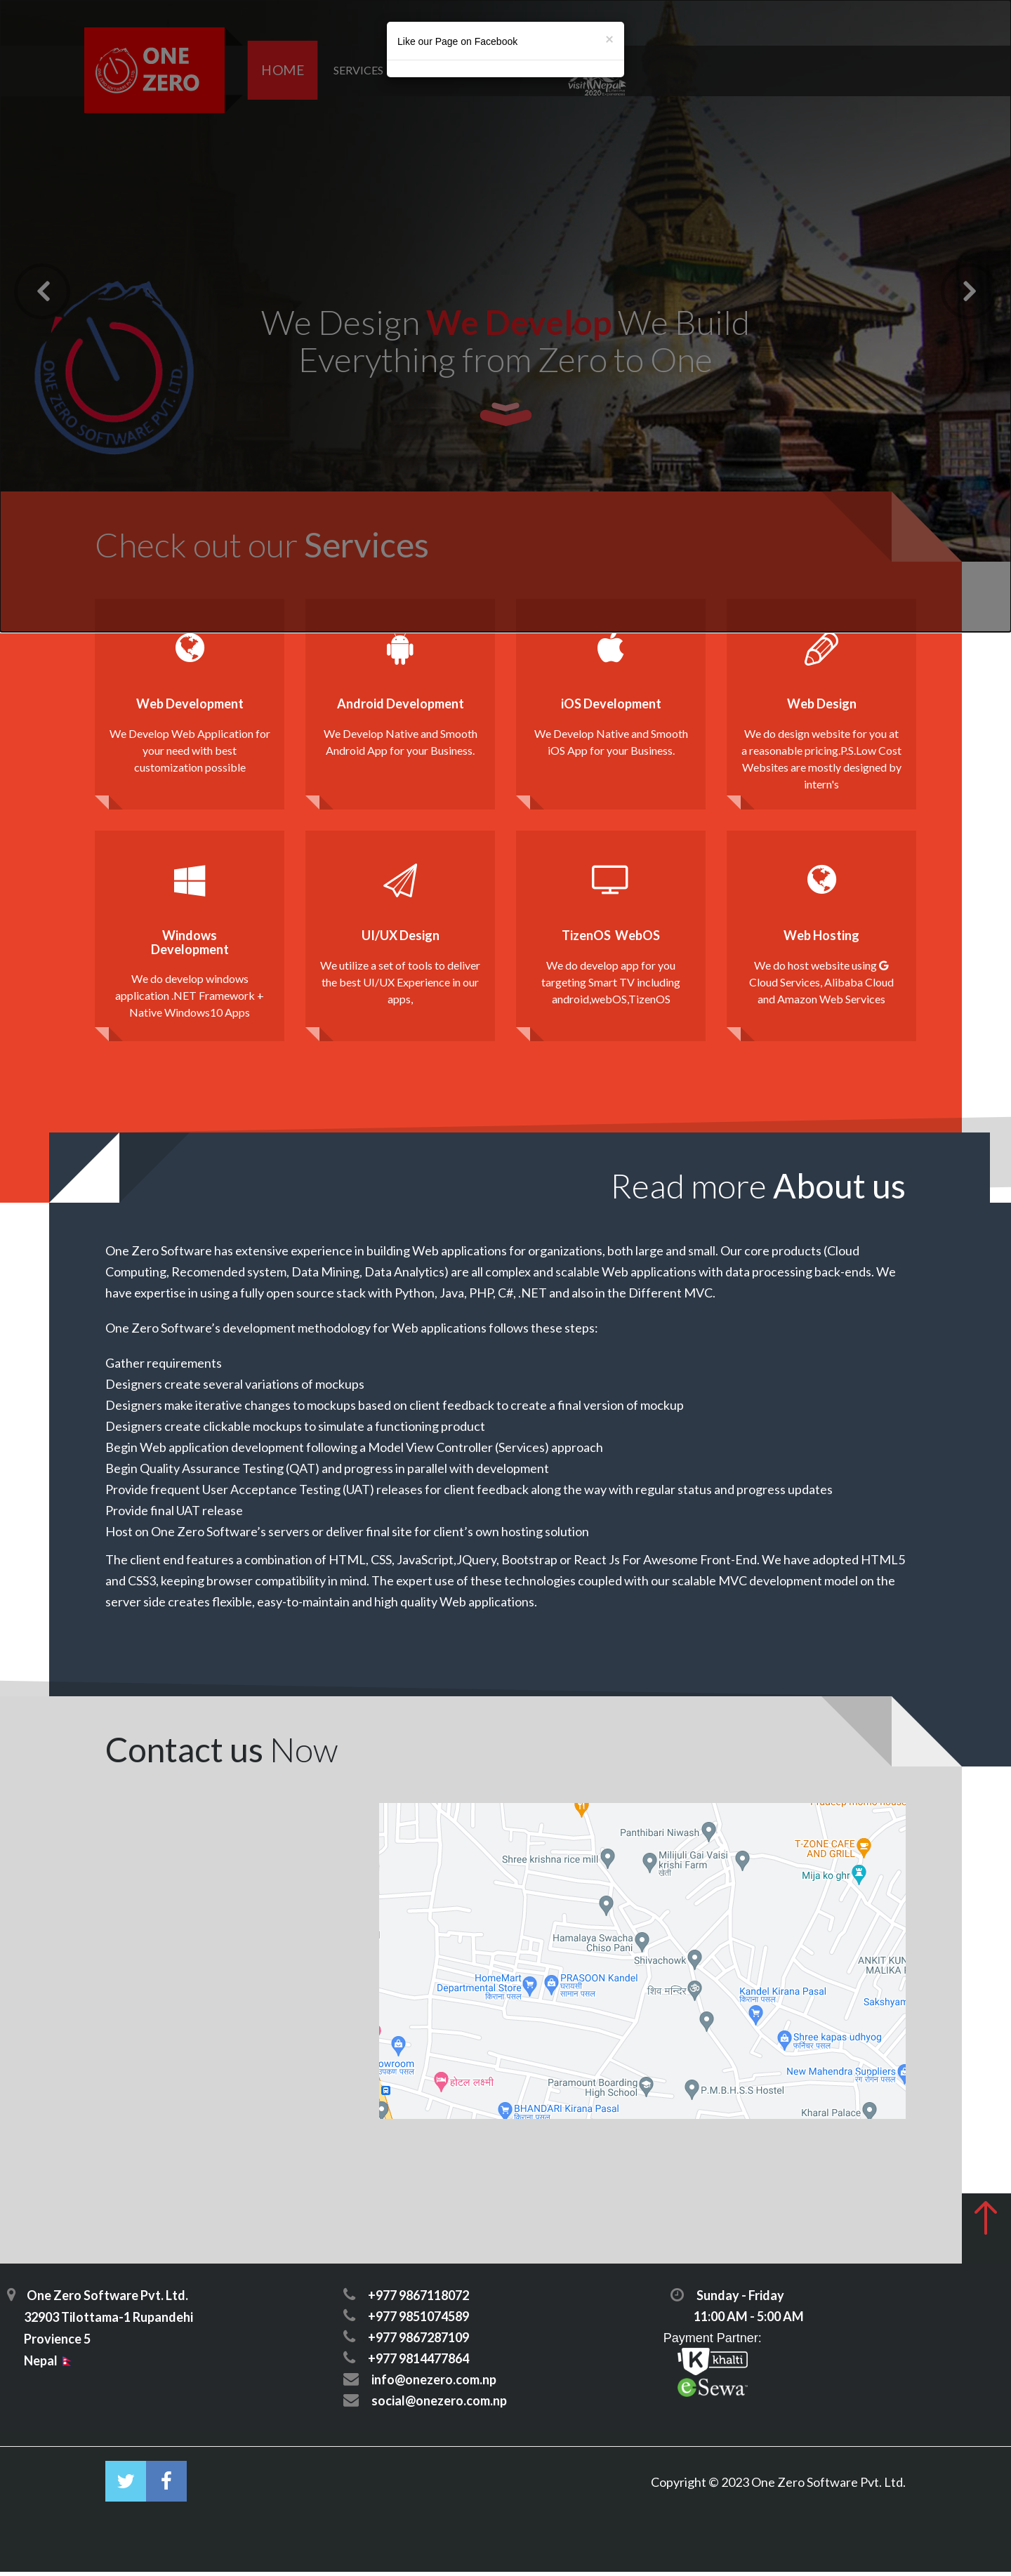 Like our Page on Facebook
×
ONE
ZERO
HOME
SERVICES
visit Nepal
2020
We Design We Develop We Build
Everything from Zero to One
ONE ZERO SOFTWARE PVT. LTD.
Check out our Services
Web Development
We Develop Web Application for
your need with best
customization possible
Android Development
We Develop Native and Smooth
Android App for your Business.
iOS Development
We Develop Native and Smooth
iOS App for your Business.
Web Design
We do design website for you at
a reasonable pricing.P.S.Low Cost
Websites are mostly designed by
intern's
Windows
Development
We do develop windows
application .NET Framework +
Native Windows10 Apps
UI/UX Design
We utilize a set of tools to deliver
the best UI/UX Experience in our
apps,
TizenOS WebOS
We do develop app for you
targeting Smart TV including
android,webOS,TizenOS
Web Hosting
We do host website using G
Cloud Services, Alibaba Cloud
and Amazon Web Services
Read more About us
One Zero Software has extensive experience in building Web applications for organizations, both large and small. Our core products (Cloud
Computing, Recomended system, Data Mining, Data Analytics) are all complex and scalable Web applications with data processing back-ends. We
have expertise in using a fully open source stack with Python, Java, PHP, C#, .NET and also in the Different MVC.
One Zero Software’s development methodology for Web applications follows these steps:
Gather requirements
Designers create several variations of mockups
Designers make iterative changes to mockups based on client feedback to create a final version of mockup
Designers create clickable mockups to simulate a functioning product
Begin Web application development following a Model View Controller (Services) approach
Begin Quality Assurance Testing (QAT) and progress in parallel with development
Provide frequent User Acceptance Testing (UAT) releases for client feedback along the way with regular status and progress updates
Provide final UAT release
Host on One Zero Software’s servers or deliver final site for client’s own hosting solution
The client end features a combination of HTML, CSS, JavaScript,JQuery, Bootstrap or React Js For Awesome Front-End. We have adopted HTML5
and CSS3, keeping browser compatibility in mind. The expert use of these technologies coupled with our scalable MVC development model on the
server side creates flexible, easy-to-maintain and high quality Web applications.
Contact us Now
Panthibari Niwash
Shree krishna rice mill
Milijuli Gai Vaisi
krishi Farm
खेती
T-ZONE CAFE
AND GRILL
Mija ko ghr
Hamalaya Swacha
Chiso Pani
Shivachowk
ANKIT KUN
MALIKA
HomeMart
Departmental Store
किराना पसल
PRASOON Kandel
घरायसी
सामान पसल
शिव मन्दिर
Kandel Kirana Pasal
किराना पसल
Sakshyam
Shree kapas udhyog
फर्निचर पसल
owroom
उपकरण पसल
New Mahendra Suppliers
रंग रोगन पसल
होटल लक्ष्मी
Paramount Boarding
High School
P.M.B.H.S.S Hostel
BHANDARI Kirana Pasal
किराना पसल
Kharal Palace
One Zero Software Pvt. Ltd.
32903 Tilottama-1 Rupandehi
Provience 5
Nepal
+977 9867118072
+977 9851074589
+977 9867287109
+977 9814477864
info@onezero.com.np
social@onezero.com.np
Sunday - Friday
11:00 AM - 5:00 AM
Payment Partner:
K khalti
eSewa
Copyright © 2023 One Zero Software Pvt. Ltd.